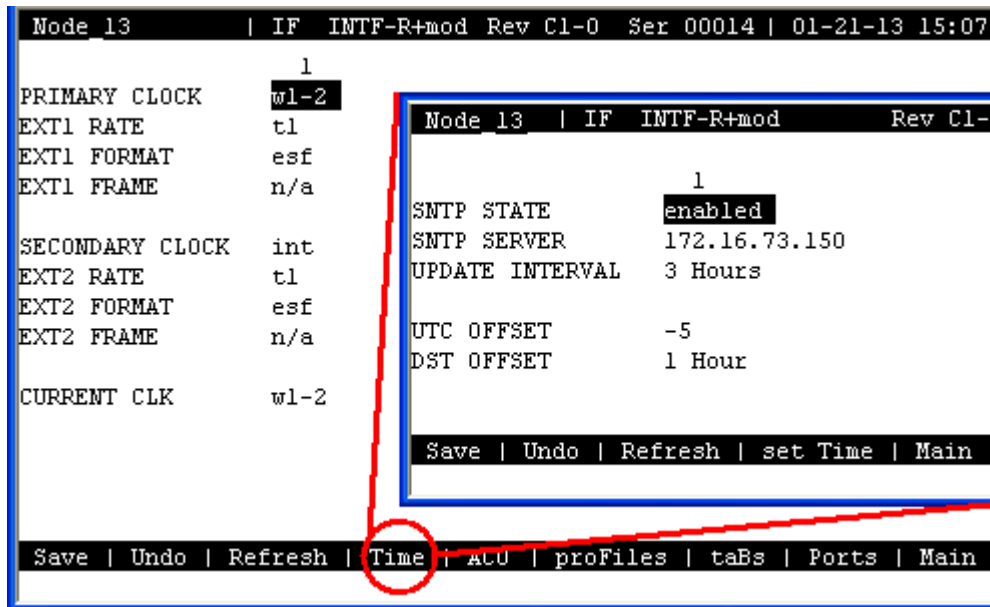 Node_13 | IF INTF-R+mod Rev C1-0 Ser 00014 | 01-21-13 15:07
1
PRIMARY CLOCK w1-2
EXT1 RATE t1
EXT1 FORMAT esf
EXT1 FRAME n/a
SECONDARY CLOCK int
EXT2 RATE t1
EXT2 FORMAT esf
EXT2 FRAME n/a
CURRENT CLK w1-2
Save | Undo | Refresh | Time | ACO | proFiles | taBs | Ports | Main
Node_13 | IF INTF-R+mod Rev C1-
1
SNTP STATE enabled
SNTP SERVER 172.16.73.150
UPDATE INTERVAL 3 Hours
UTC OFFSET -5
DST OFFSET 1 Hour
Save | Undo | Refresh | set Time | Main